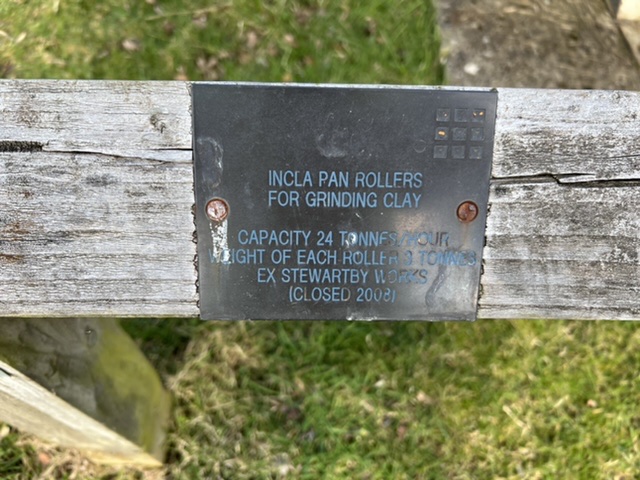 INCLA PAN ROLLERS
FOR GRINDING CLAY
CAPACITY 24 TONNES/HOUR
WEIGHT OF EACH ROLLER 3 TONNES
EX STEWARTBY WORKS
(CLOSED 2008)